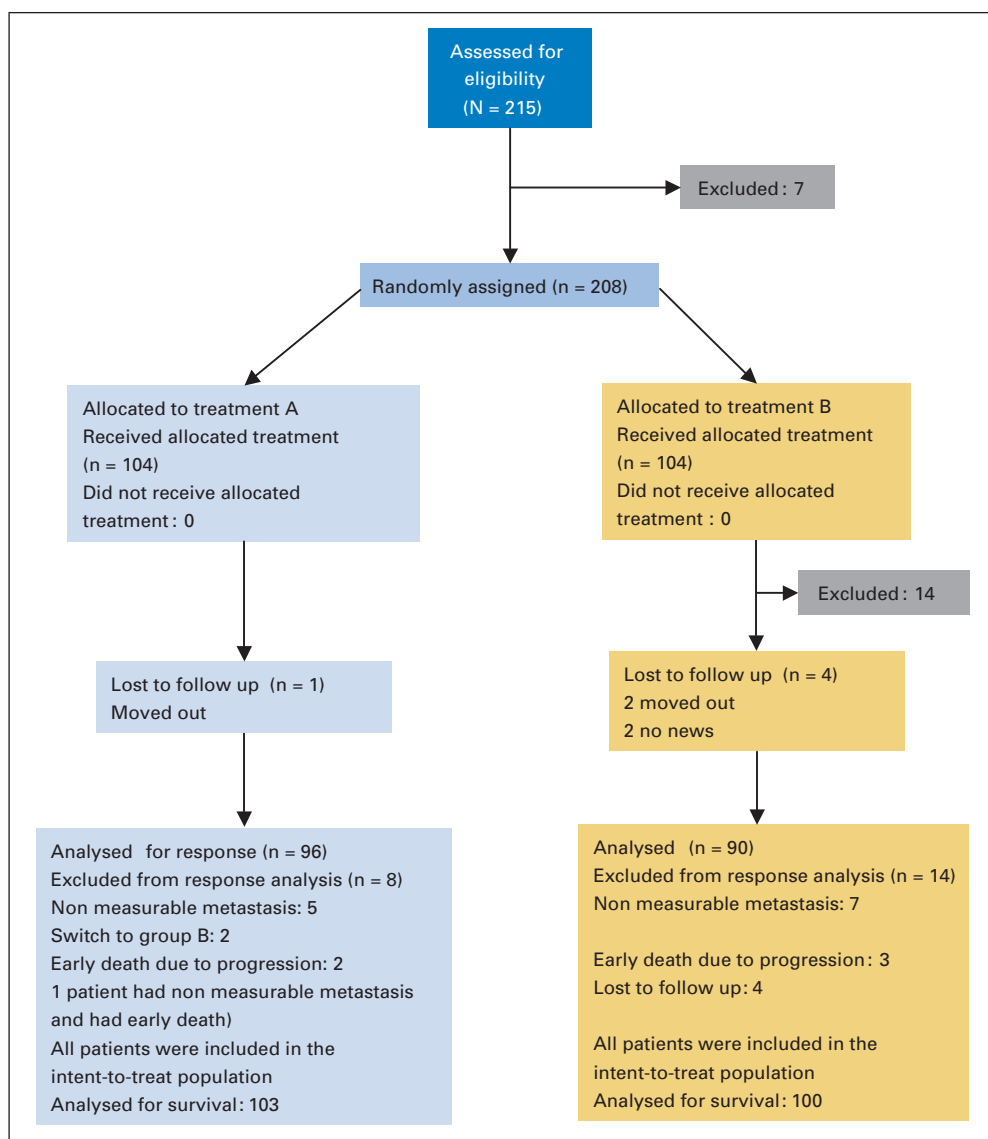 Assessed for
eligibility
(N = 215)
Excluded : 7
Randomly assigned (n = 208)
Allocated to treatment A
Received allocated treatment
(n = 104)
Did not receive allocated
treatment : 0
Allocated to treatment B
Received allocated treatment
(n = 104)
Did not receive allocated
treatment : 0
Excluded : 14
Lost to follow up (n = 1)
Moved out
Lost to follow up (n = 4)
2 moved out
2 no news
Analysed for response (n = 96)
Excluded from response analysis (n = 8)
Non measurable metastasis: 5
Switch to group B: 2
Early death due to progression: 2
1 patient had non measurable metastasis
and had early death)
All patients were included in the
intent-to-treat population
Analysed for survival: 103
Analysed (n = 90)
Excluded from response analysis (n = 14)
Non measurable metastasis: 7
Early death due to progression : 3
Lost to follow up: 4
All patients were included in the
intent-to-treat population
Analysed for survival: 100